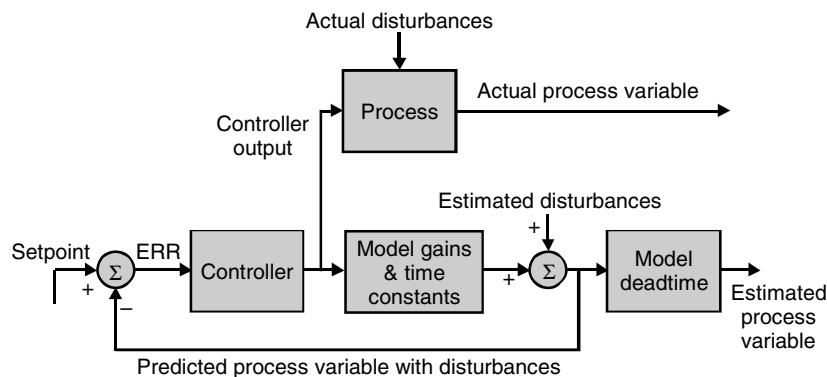 Actual disturbances
Process
Actual process variable
Controller
output
Estimated disturbances
+
Setpoint
+
Σ
−
ERR
Controller
Model gains
& time
constants
+
Σ
Model
deadtime
Estimated
process
variable
Predicted process variable with disturbances